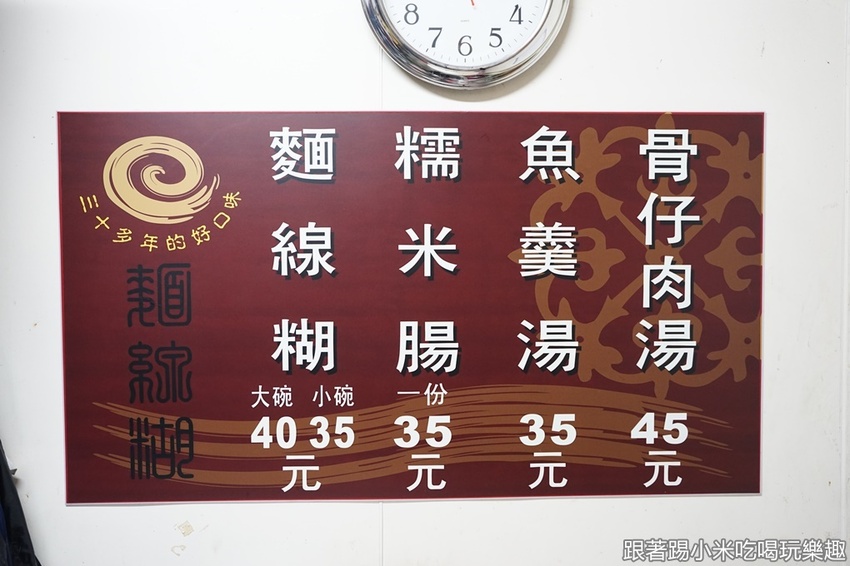 8 7 6 5 4
三十多年的好口味
麵線糊
麵線糊
大碗 小碗
40 35
元
糯米腸
一份
35
元
魚羹湯
35
元
骨仔肉湯
45
元
跟著踢小米吃喝玩樂趣